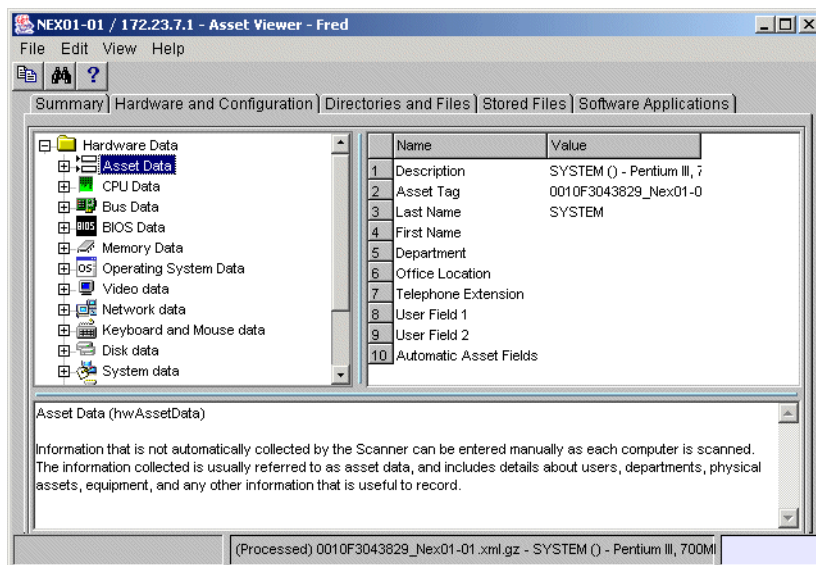 NEX01-01 / 172.23.7.1 - Asset Viewer - Fred
File Edit View Help
Summary Hardware and Configuration Directories and Files Stored Files Software Applications
Hardware Data
Asset Data
CPU Data
Bus Data
BIOS BIOS Data
Memory Data
OS Operating System Data
Video data
Network data
Keyboard and Mouse data
Disk data
System data
Name Value
1 Description SYSTEM () - Pentium III, 7
2 Asset Tag 0010F3043829_Nex01-0
3 Last Name SYSTEM
4 First Name
5 Department
6 Office Location
7 Telephone Extension
8 User Field 1
9 User Field 2
10 Automatic Asset Fields
Asset Data (hwAssetData)
Information that is not automatically collected by the Scanner can be entered manually as each computer is scanned.
The information collected is usually referred to as asset data, and includes details about users, departments, physical
assets, equipment, and any other information that is useful to record.
(Processed) 0010F3043829_Nex01-01.xml.gz - SYSTEM () - Pentium III, 700M